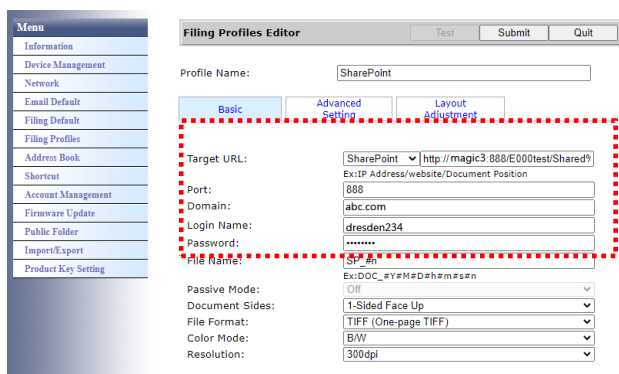 Menu
Information
Device Management
Network
Email Default
Filing Default
Filing Profiles
Address Book
Shortcut
Account Management
Firmware Update
Public Folder
Import/Export
Product Key Setting
Filing Profiles Editor Test Submit Quit
Profile Name: SharePoint
Basic Advanced Setting Layout Adjustment
Target URL: SharePoint http://magic3:888/E000test/Shared%
Ex:IP Address/website/Document Position
Port: 888
Domain: abc.com
Login Name: dresden234
Password: ••••••••
File Name: SP_#n
Ex:DOC_#Y#M#D#h#m#s#n
Passive Mode: Off
Document Sides: 1-Sided Face Up
File Format: TIFF (One-page TIFF)
Color Mode: B/W
Resolution: 300dpi